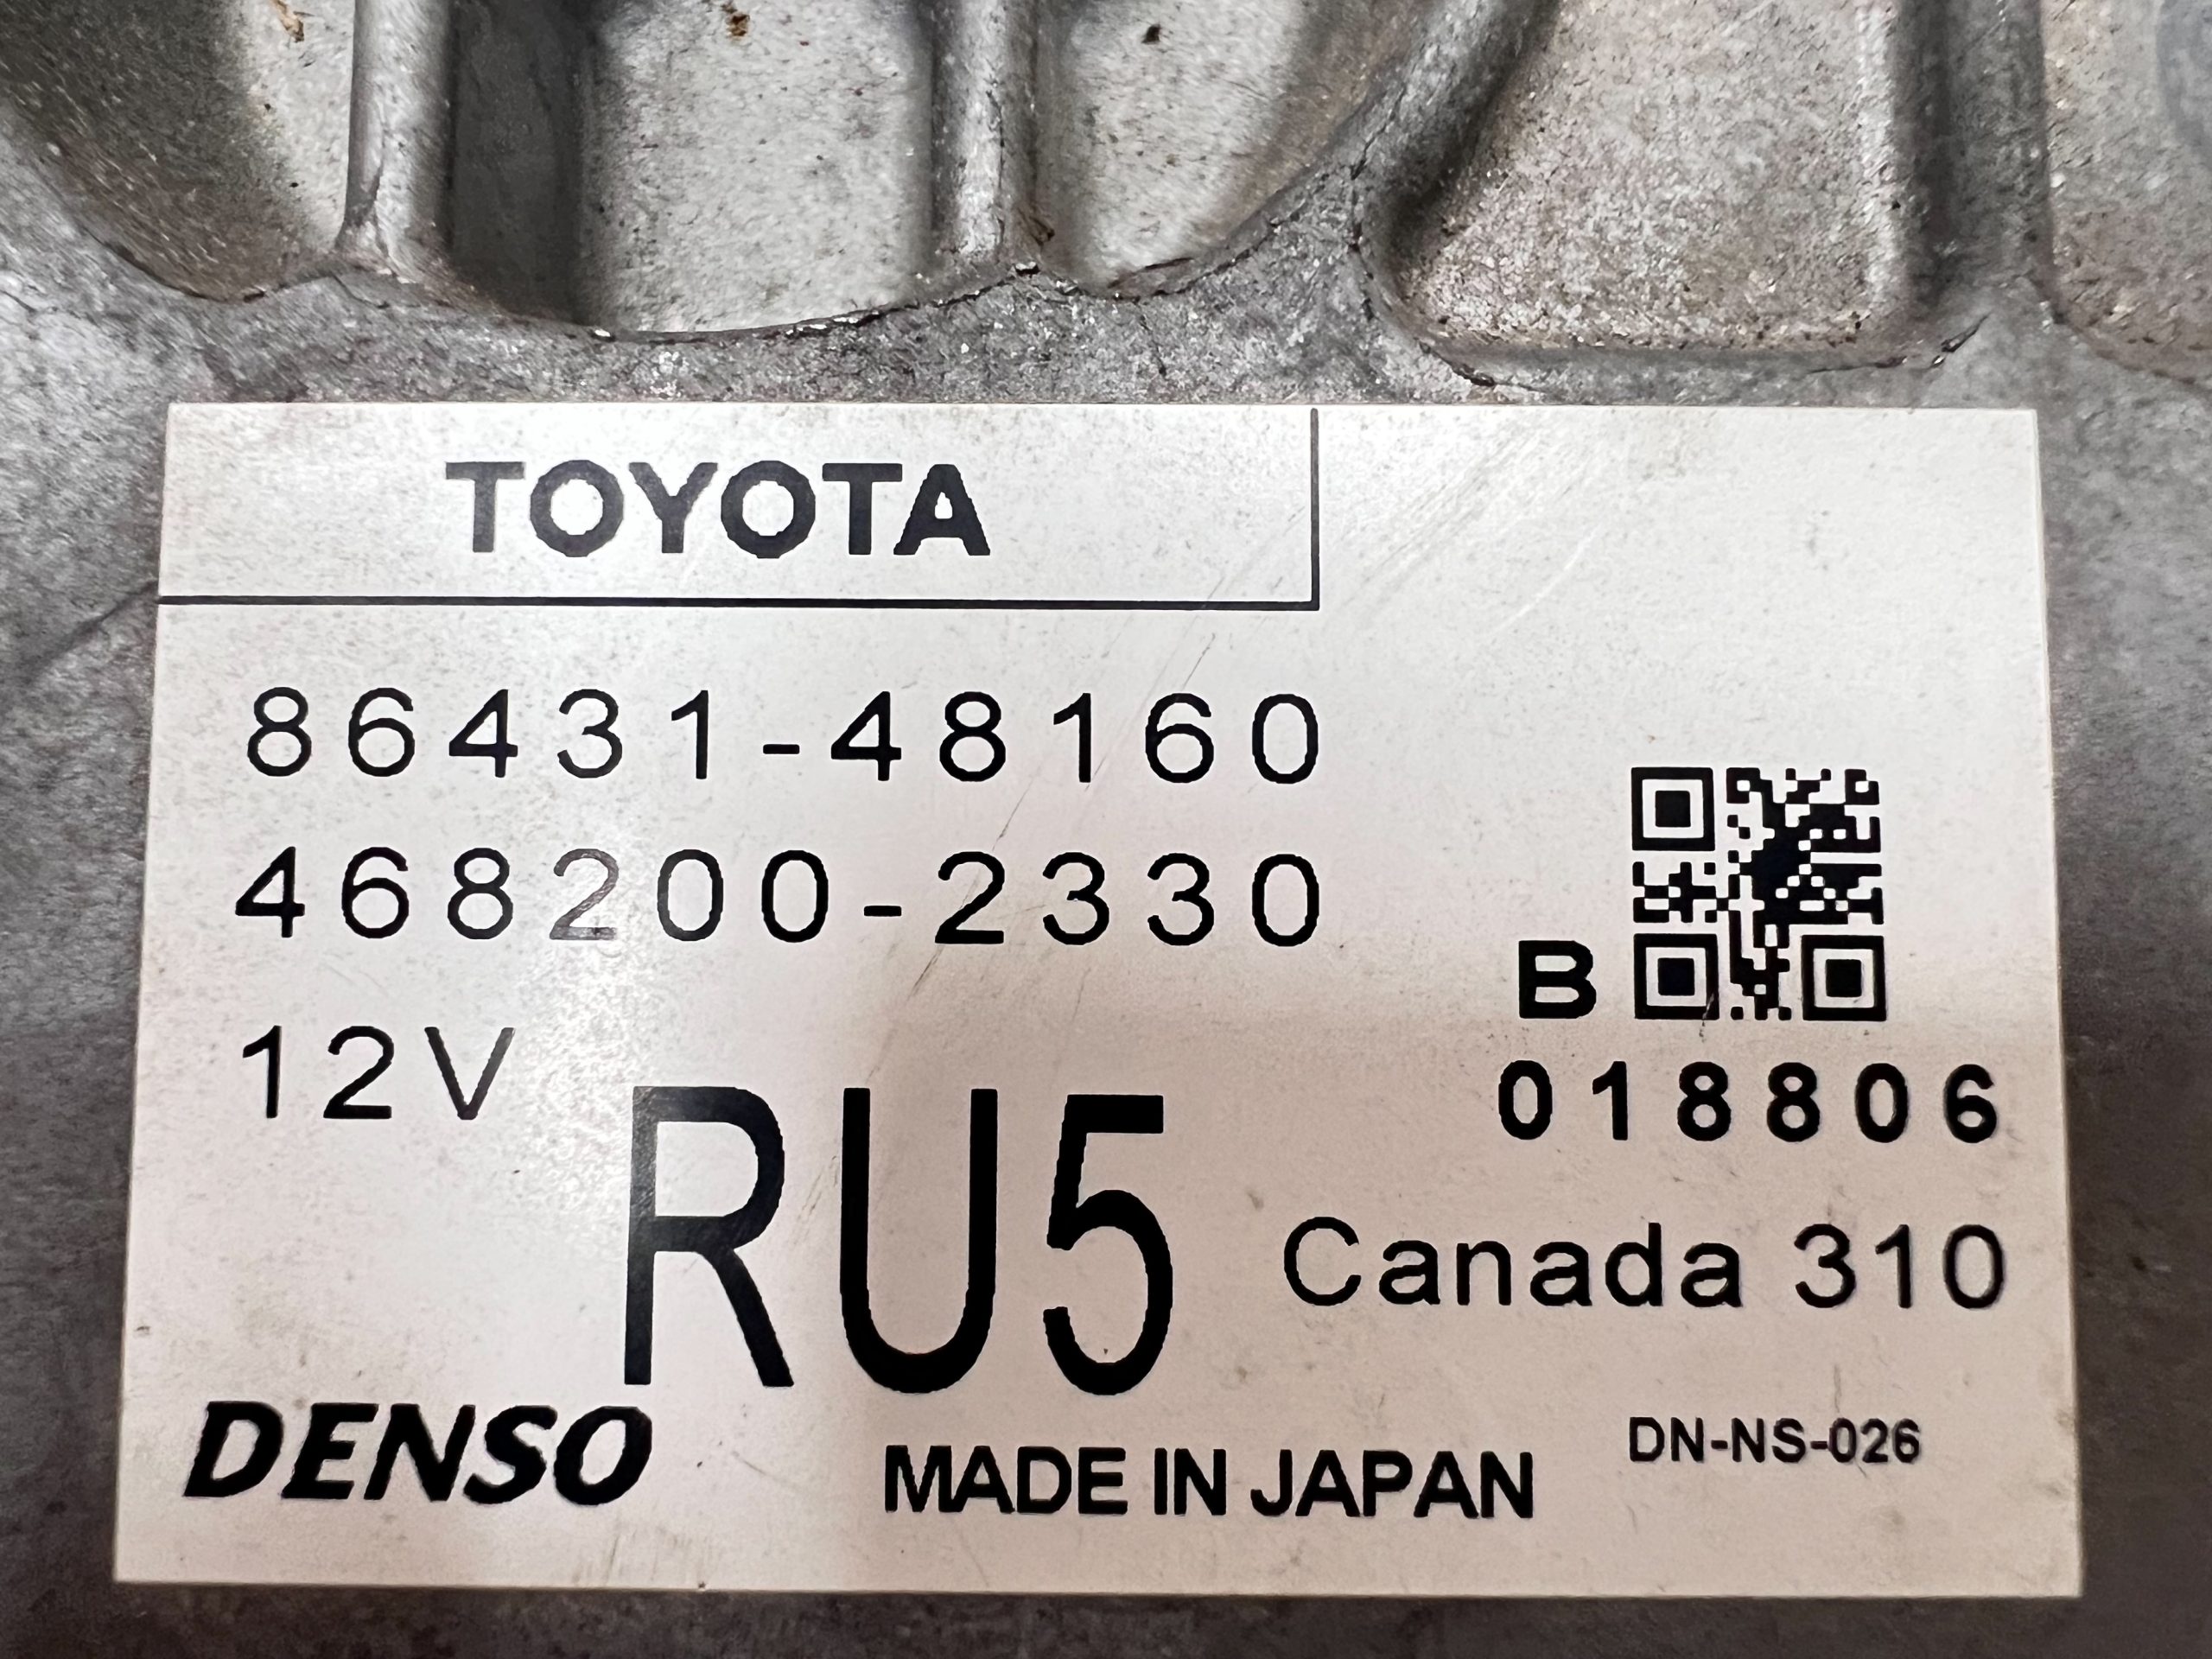 TOYOTA
86431-48160
468200-2330
12V
B
018806
RU5
Canada 310
DENSO
MADE IN JAPAN
DN-NS-026